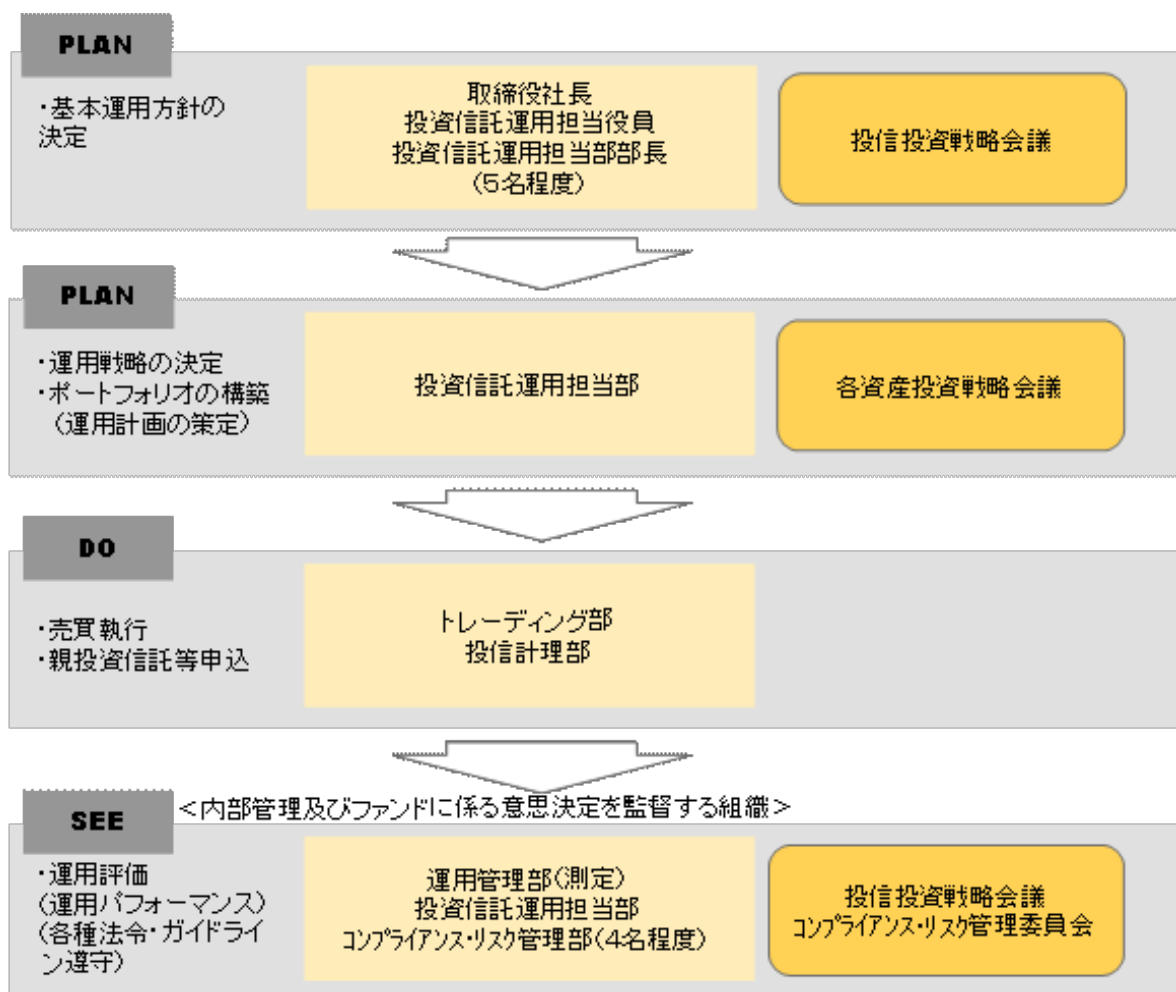 PLAN
・基本運用方針の
決定
取締役社長
投資信託運用担当役員
投資信託運用担当部部長
(5名程度)
投信投資戦略会議
PLAN
・運用戦略の決定
・ポートフォリオの構築
(運用計画の策定)
投資信託運用担当部
各資産投資戦略会議
DO
・売買執行
・親投資信託等申込
トレーディング部
投信計理部
SEE
＜内部管理及びファンドに係る意思決定を監督する組織＞
・運用評価
(運用パフォーマンス)
(各種法令・ガイドライ
ン遵守)
運用管理部(測定)
投資信託運用担当部
コンプライアンス・リスク管理部(4名程度)
投信投資戦略会議
コンプライアンス・リスク管理委員会